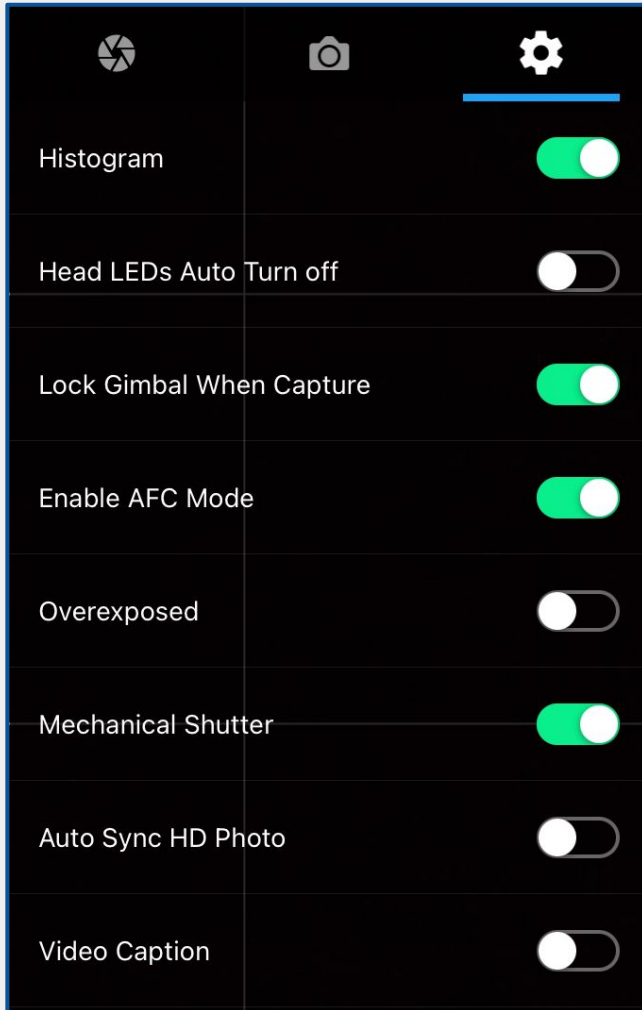 Histogram
Head LEDs Auto Turn off
Lock Gimbal When Capture
Enable AFC Mode
Overexposed
Mechanical Shutter
Auto Sync HD Photo
Video Caption